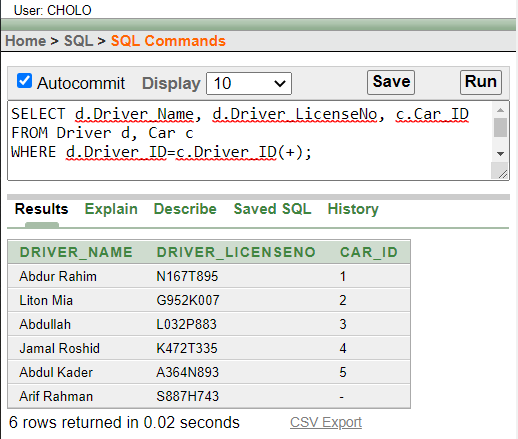 User: CHOLO
Home > SQL > SQL Commands
Autocommit Display 10 Save Run
SELECT d.Driver_Name, d.Driver_LicenseNo, c.Car_ID
FROM Driver d, Car c
WHERE d.Driver_ID=c.Driver_ID(+);
Results Explain Describe Saved SQL History
DRIVER_NAME DRIVER_LICENSENO CAR_ID
Abdur Rahim N167T895 1
Liton Mia G952K007 2
Abdullah L032P883 3
Jamal Roshid K472T335 4
Abdul Kader A364N893 5
Arif Rahman S887H743 -
6 rows returned in 0.02 seconds CSV Export